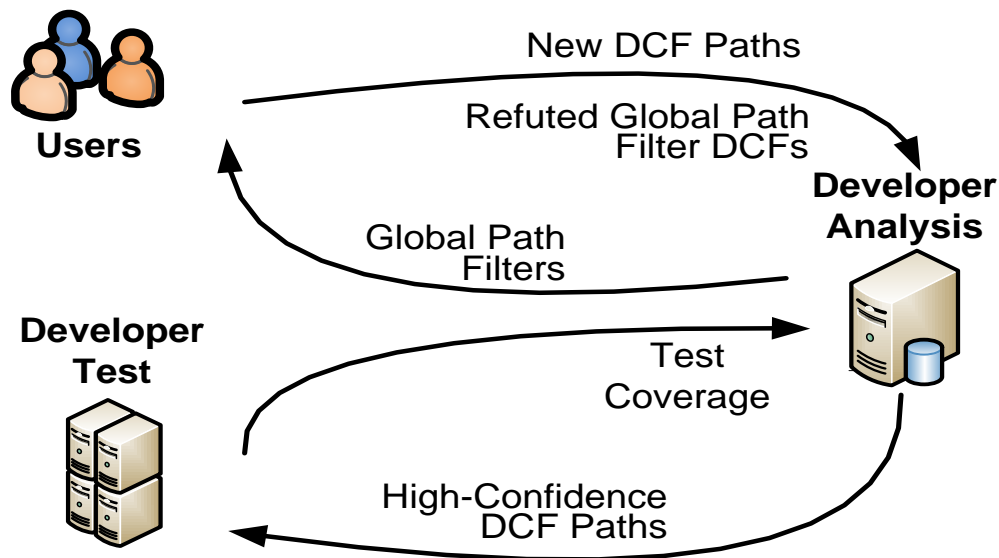 New DCF Paths
Users
Refuted Global Path
Filter DCFs
Developer
Analysis
Global Path
Filters
Developer
Test
Test
Coverage
High-Confidence
DCF Paths